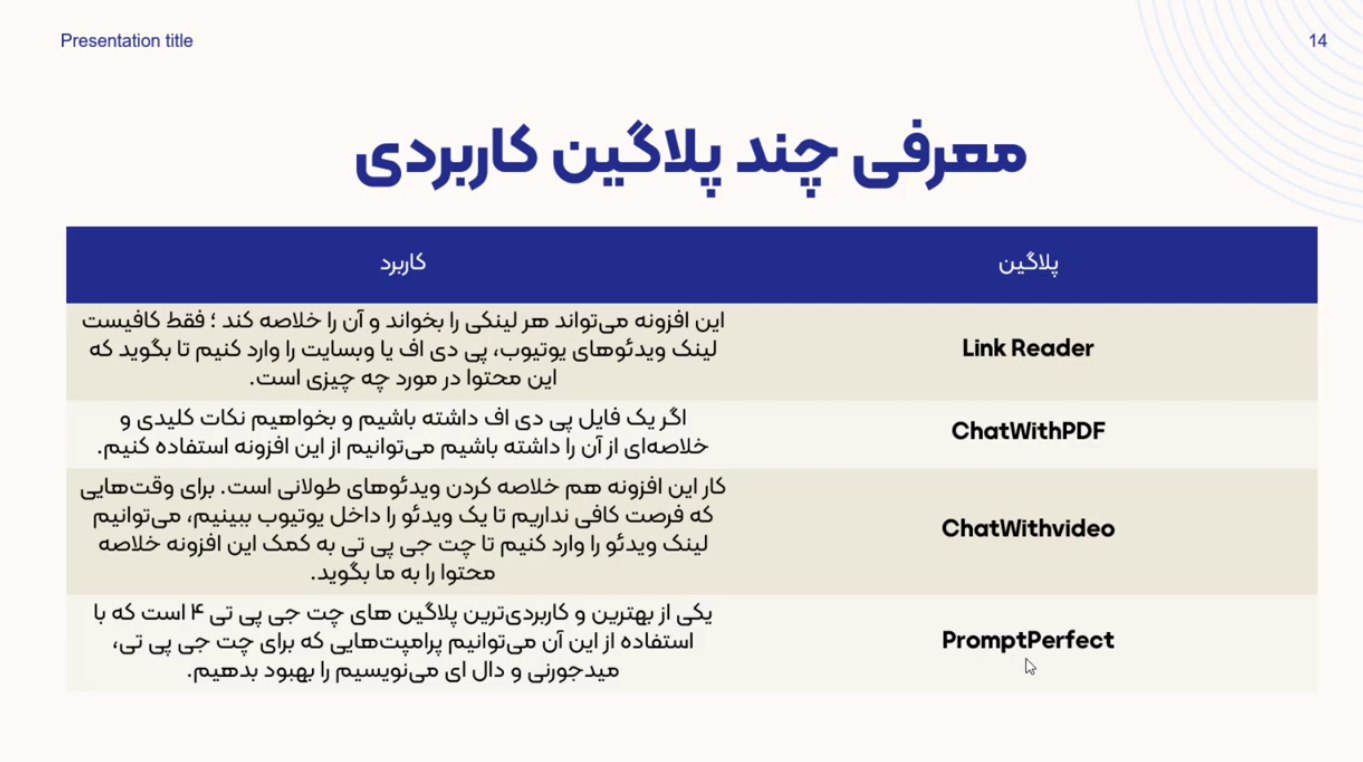 Presentation title
14
معرفی چند پلاگین کاربردی
پلاگین
کاربرد
Link Reader
این افزونه می‌تواند هر لینکی را بخواند و آن را خلاصه کند ؛ فقط کافیست
لینک ویدئوهای یوتیوب، پی دی اف یا وبسایت را وارد کنیم تا بگوید که
این محتوا در مورد چه چیزی است.
ChatWithPDF
اگر یک فایل پی دی اف داشته باشیم و بخواهیم نکات کلیدی و
خلاصه‌ای از آن را داشته باشیم می‌توانیم از این افزونه استفاده کنیم.
ChatWithvideo
کار این افزونه هم خلاصه کردن ویدئوهای طولانی است. برای وقت‌هایی
که فرصت کافی نداریم تا یک ویدئو را داخل یوتیوب ببینیم، می‌توانیم
لینک ویدئو را وارد کنیم تا چت جی پی تی به کمک این افزونه خلاصه
محتوا را به ما بگوید.
PromptPerfect
یکی از بهترین و کاربردی‌ترین پلاگین های چت جی پی تی ۴ است که با
استفاده از این آن می‌توانیم پرامپت‌هایی که برای چت جی پی تی،
میدجورنی و دال ای می‌نویسیم را بهبود بدهیم.